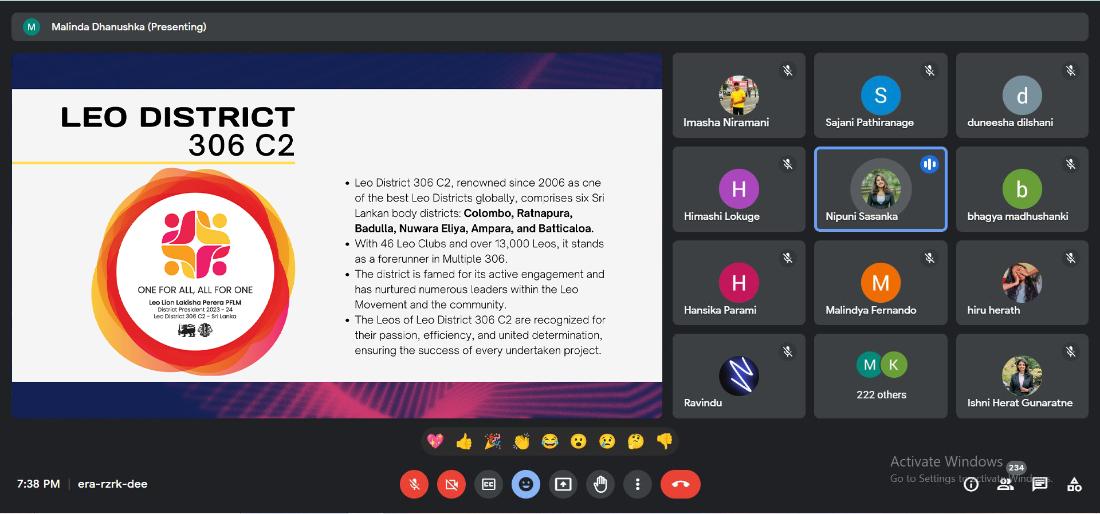 M Malinda Dhanushka (Presenting)
LEO DISTRICT
306 C2
ONE FOR ALL, ALL FOR ONE
Leo Lion Lakisha Perera PFLM
District President 2023 - 24
Leo District 306 C2 - Sri Lanka
• Leo District 306 C2, renowned since 2006 as one
of the best Leo Districts globally, comprises six Sri
Lankan body districts: Colombo, Ratnapura,
Badulla, Nuwara Eliya, Ampara, and Batticaloa.
• With 46 Leo Clubs and over 13,000 Leos, it stands
as a forerunner in Multiple 306.
• The district is famed for its active engagement and
has nurtured numerous leaders within the Leo
Movement and the community.
• The Leos of Leo District 306 C2 are recognized for
their passion, efficiency, and united determination,
ensuring the success of every undertaken project.
Imasha Niramani
S
Sajani Pathiranage
d
duneesha dilshani
H
Himashi Lokuge
Nipuni Sasanka
b
bhagya madhushanki
H
Hansika Parami
M
Malindya Fernando
hiru herath
Ravindu
M K
222 others
Ishni Herat Gunaratne
Activate Windows
Go to Settings to activate Windows.
234
7:38 PM | era-rzrk-dee
CC